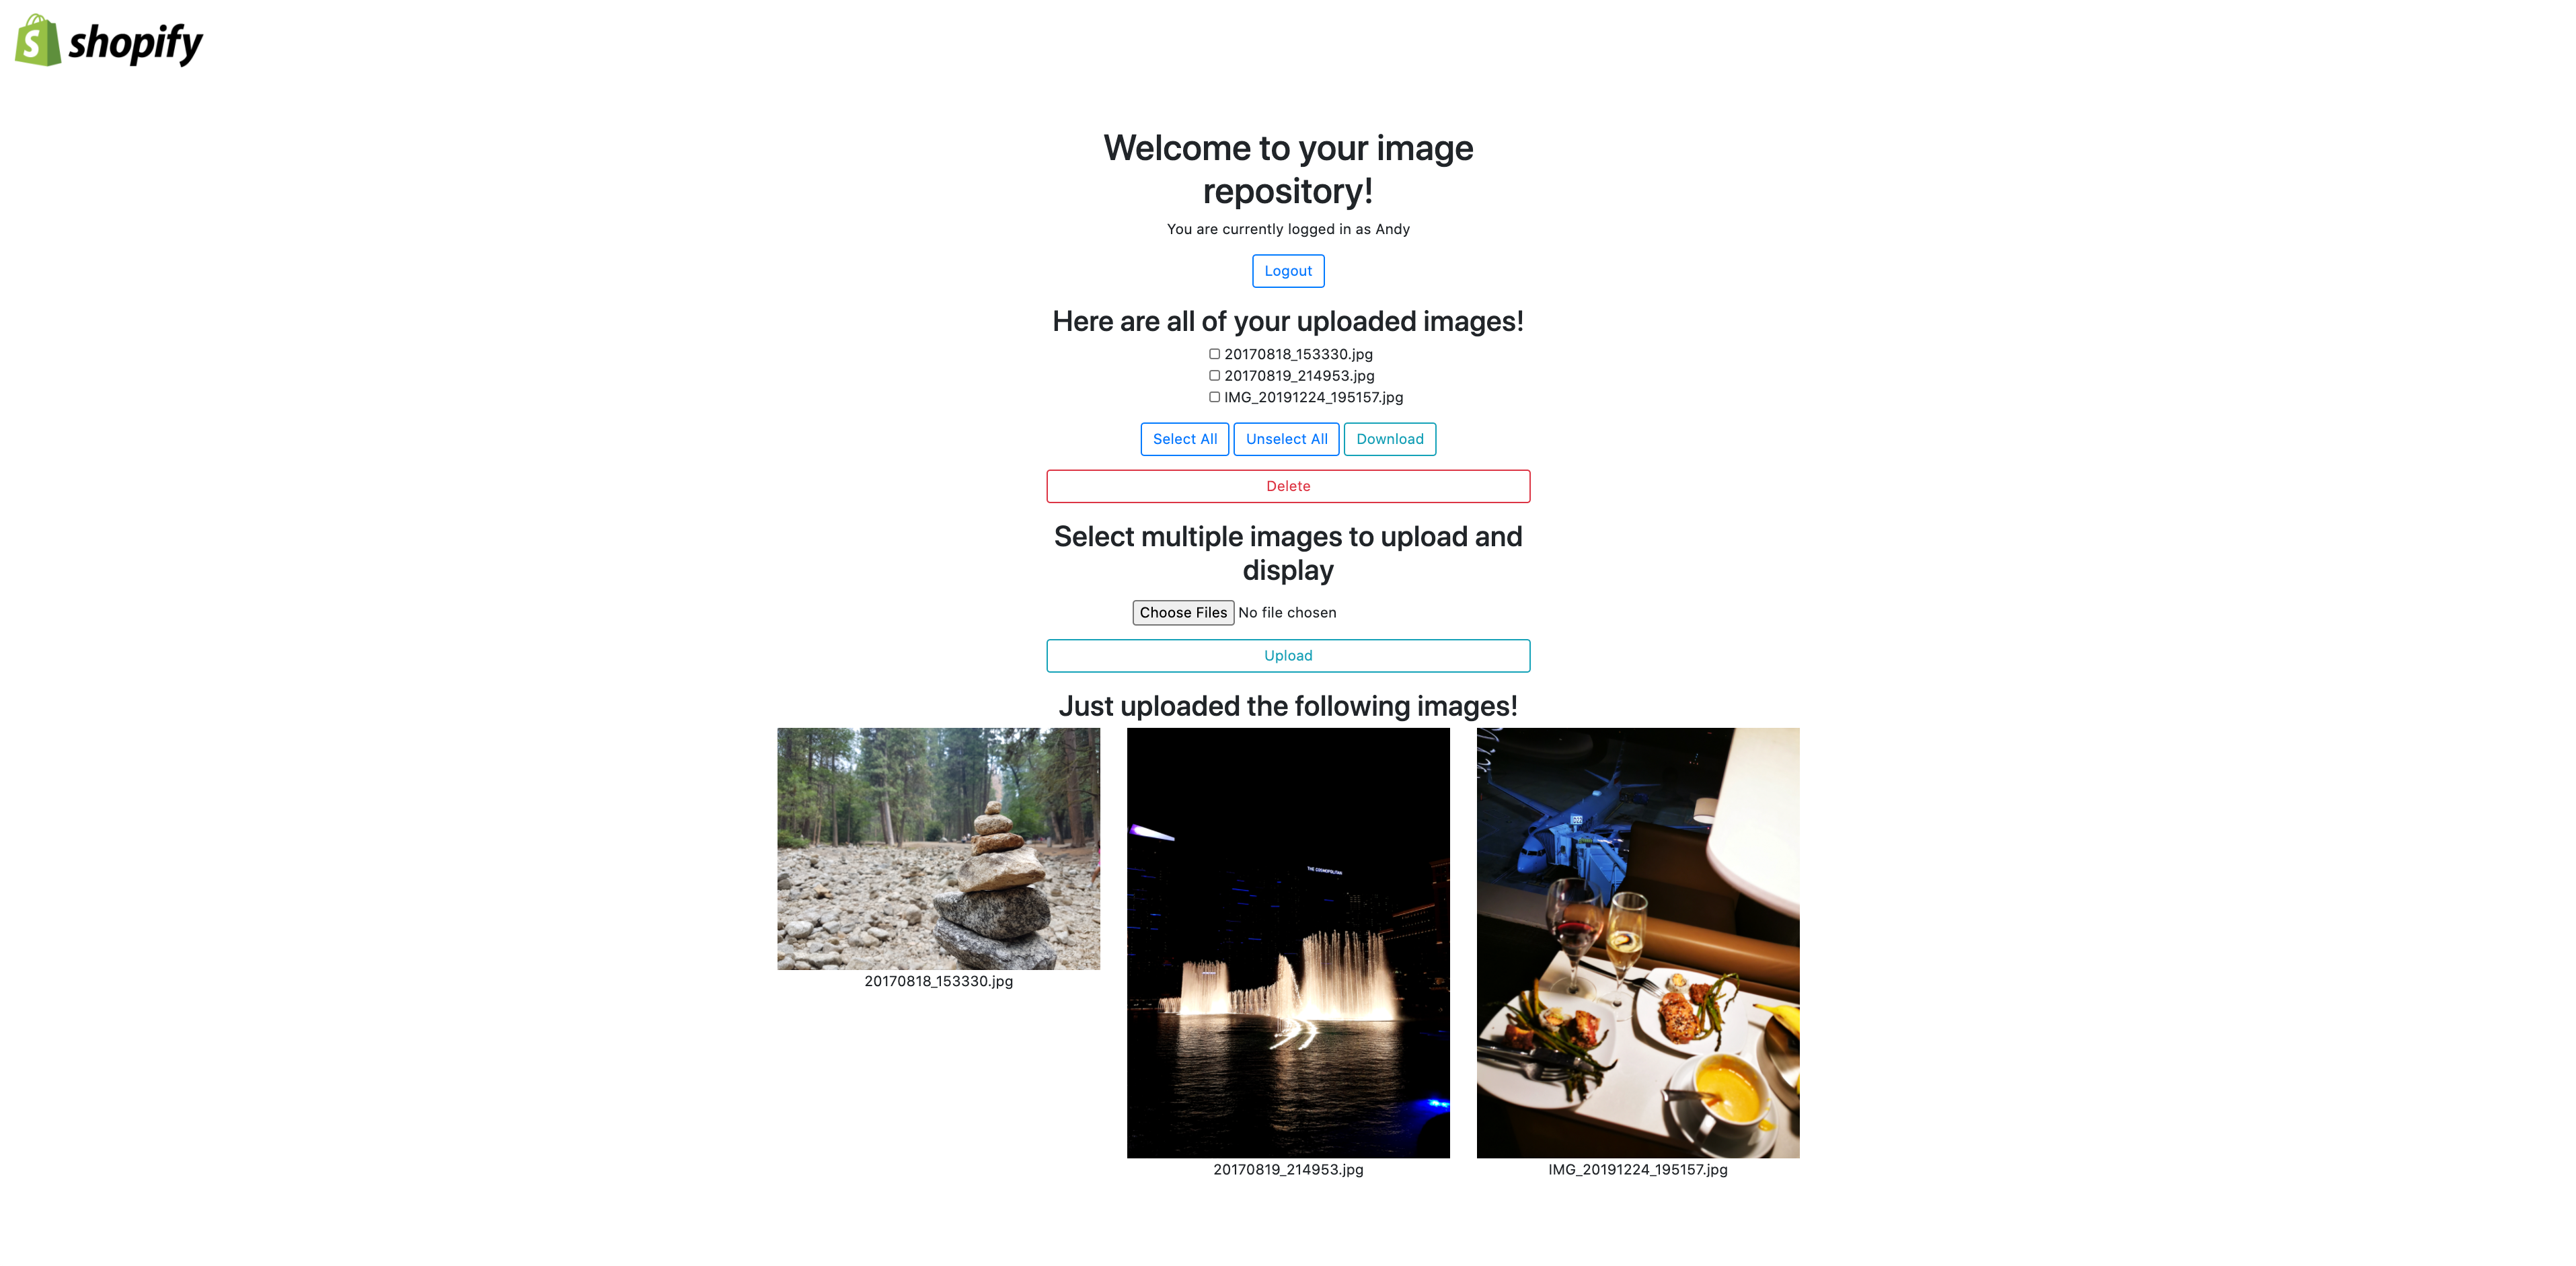 shopify
Welcome to your image
repository!
You are currently logged in as Andy
Logout
Here are all of your uploaded images!
20170818_153330.jpg
20170819_214953.jpg
IMG_20191224_195157.jpg
Select All Unselect All Download
Delete
Select multiple images to upload and
display
Choose Files No file chosen
Upload
Just uploaded the following images!
THE COSMOPOLITAN
20170818_153330.jpg
20170819_214953.jpg
IMG_20191224_195157.jpg